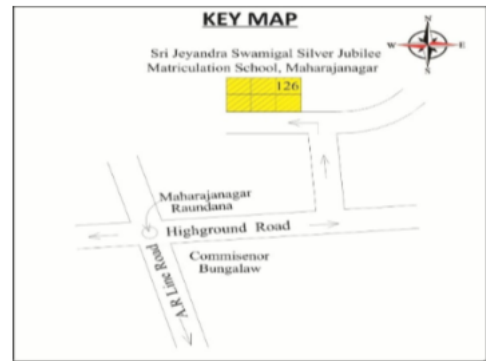 KEY MAP
N
W
E
S
Sri Jeyandra Swamigal Silver Jubilee
Matriculation School, Maharajanagar
126
Maharajanagar
Raundana
Highground Road
Commisenor
Bungalaw
A.R Line Road